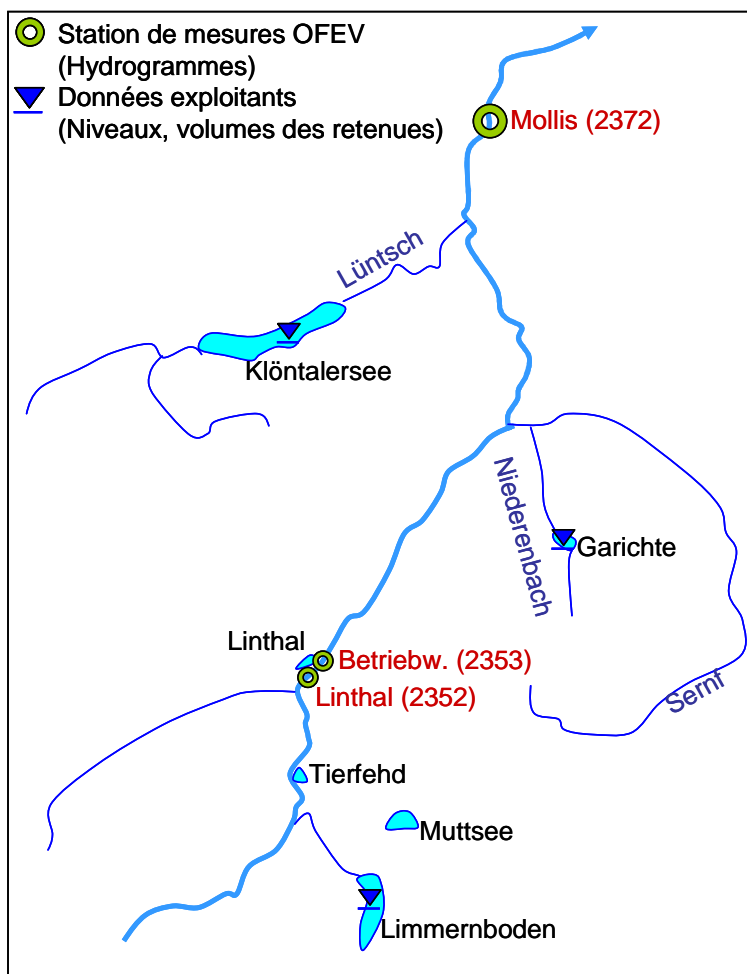 Station de mesures OFEV
(Hydrogrammes)
Données exploitants
(Niveaux, volumes des retenues)
Mollis (2372)
Lüntsch
Klöntalersee
Niederenbach
Garichte
Linthal
Betriebw. (2353)
Linthal (2352)
Sernf
Tierfehd
Muttsee
Limmernboden